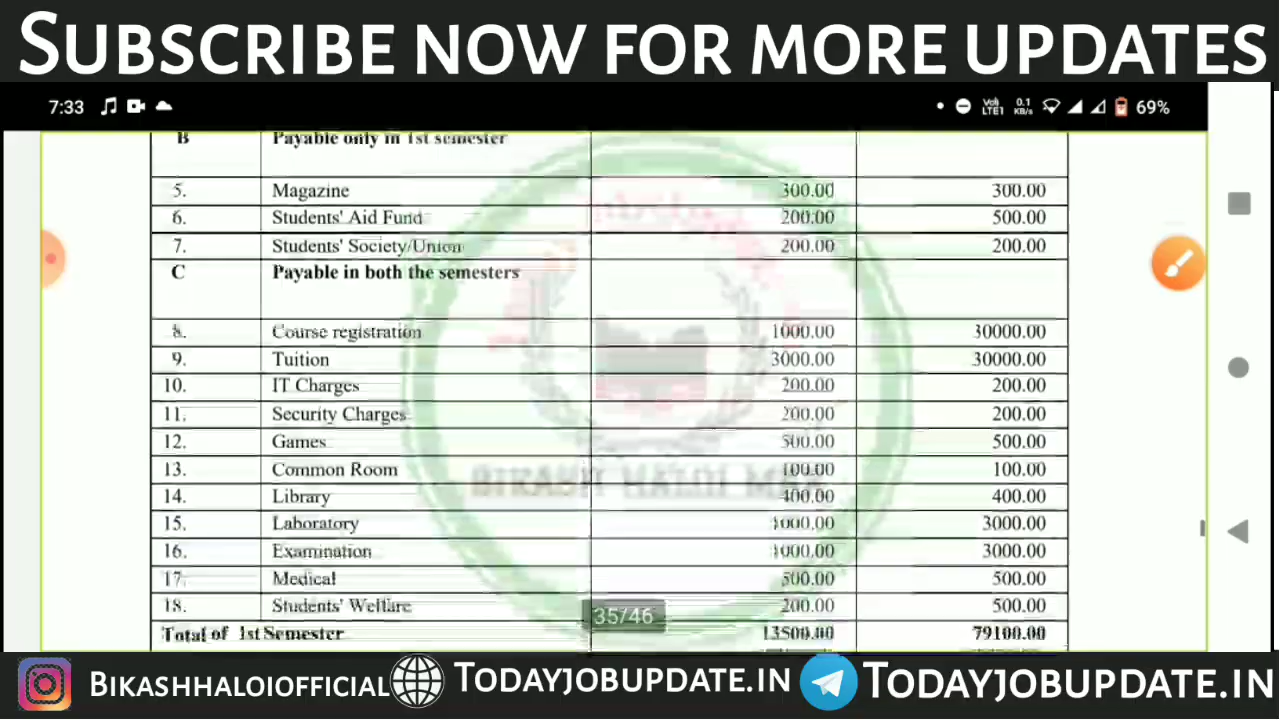 SUBSCRIBE NOW FOR MORE UPDATES
7:33 VoLTE1 0.1 KB/s 69%
B Payable only in 1st semester
5. Magazine 300.00 300.00
6. Students' Aid Fund 200.00 500.00
7. Students' Society/Union 200.00 200.00
C Payable in both the semesters
8. Course registration 1000.00 30000.00
9. Tuition 3000.00 30000.00
10. IT Charges 200.00 200.00
11. Security Charges 200.00 200.00
12. Games 500.00 500.00
13. Common Room 100.00 100.00
BIKASH HALOI
14. Library 400.00 400.00
15. Laboratory 1000.00 3000.00
16. Examination 1000.00 3000.00
17. Medical 500.00 500.00
18. Students' Welfare 200.00 500.00
35/46
Total of 1st Semester 13500.00 79100.00
BIKASHHALOIOFFICIAL TODAYJOBUPDATE.IN TODAYJOBUPDATE.IN